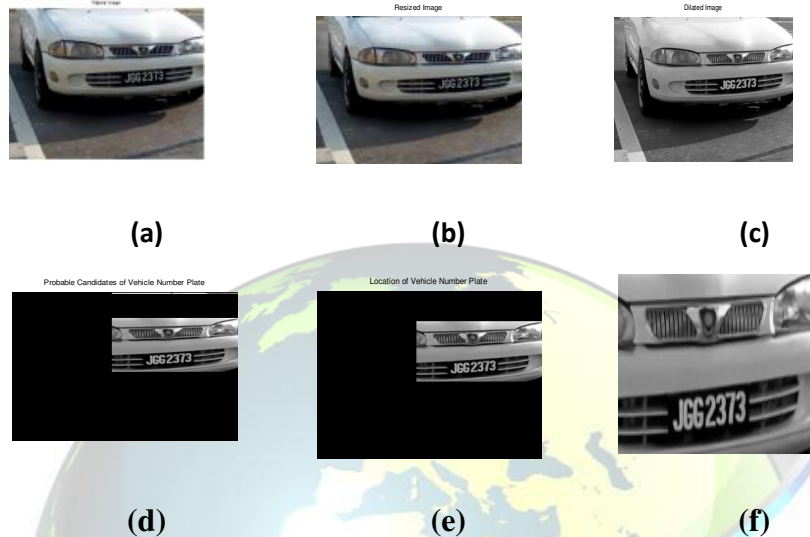 Resized Image
Dilated Image
JGG2373
JGG2373
JGG2373
(a)
(b)
(c)
Probable Candidates of Vehicle Number Plate
Location of Vehicle Number Plate
JGG2373
JGG2373
JGG2373
(d)
(e)
(f)